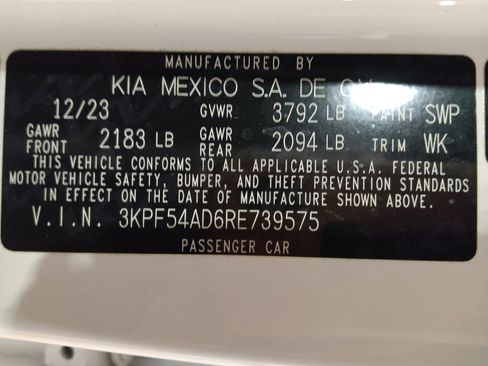 MANUFACTURED BY
KIA MEXICO S.A. DE C.V.
12/23 GVWR 3792 LB PAINT SWP
GAWR FRONT 2183 LB GAWR REAR 2094 LB TRIM WK
THIS VEHICLE CONFORMS TO ALL APPLICABLE U.S.A. FEDERAL
MOTOR VEHICLE SAFETY, BUMPER, AND THEFT PREVENTION STANDARDS
IN EFFECT ON THE DATE OF MANUFACTURE SHOWN ABOVE.
V.I.N. 3KPF54AD6RE739575
PASSENGER CAR